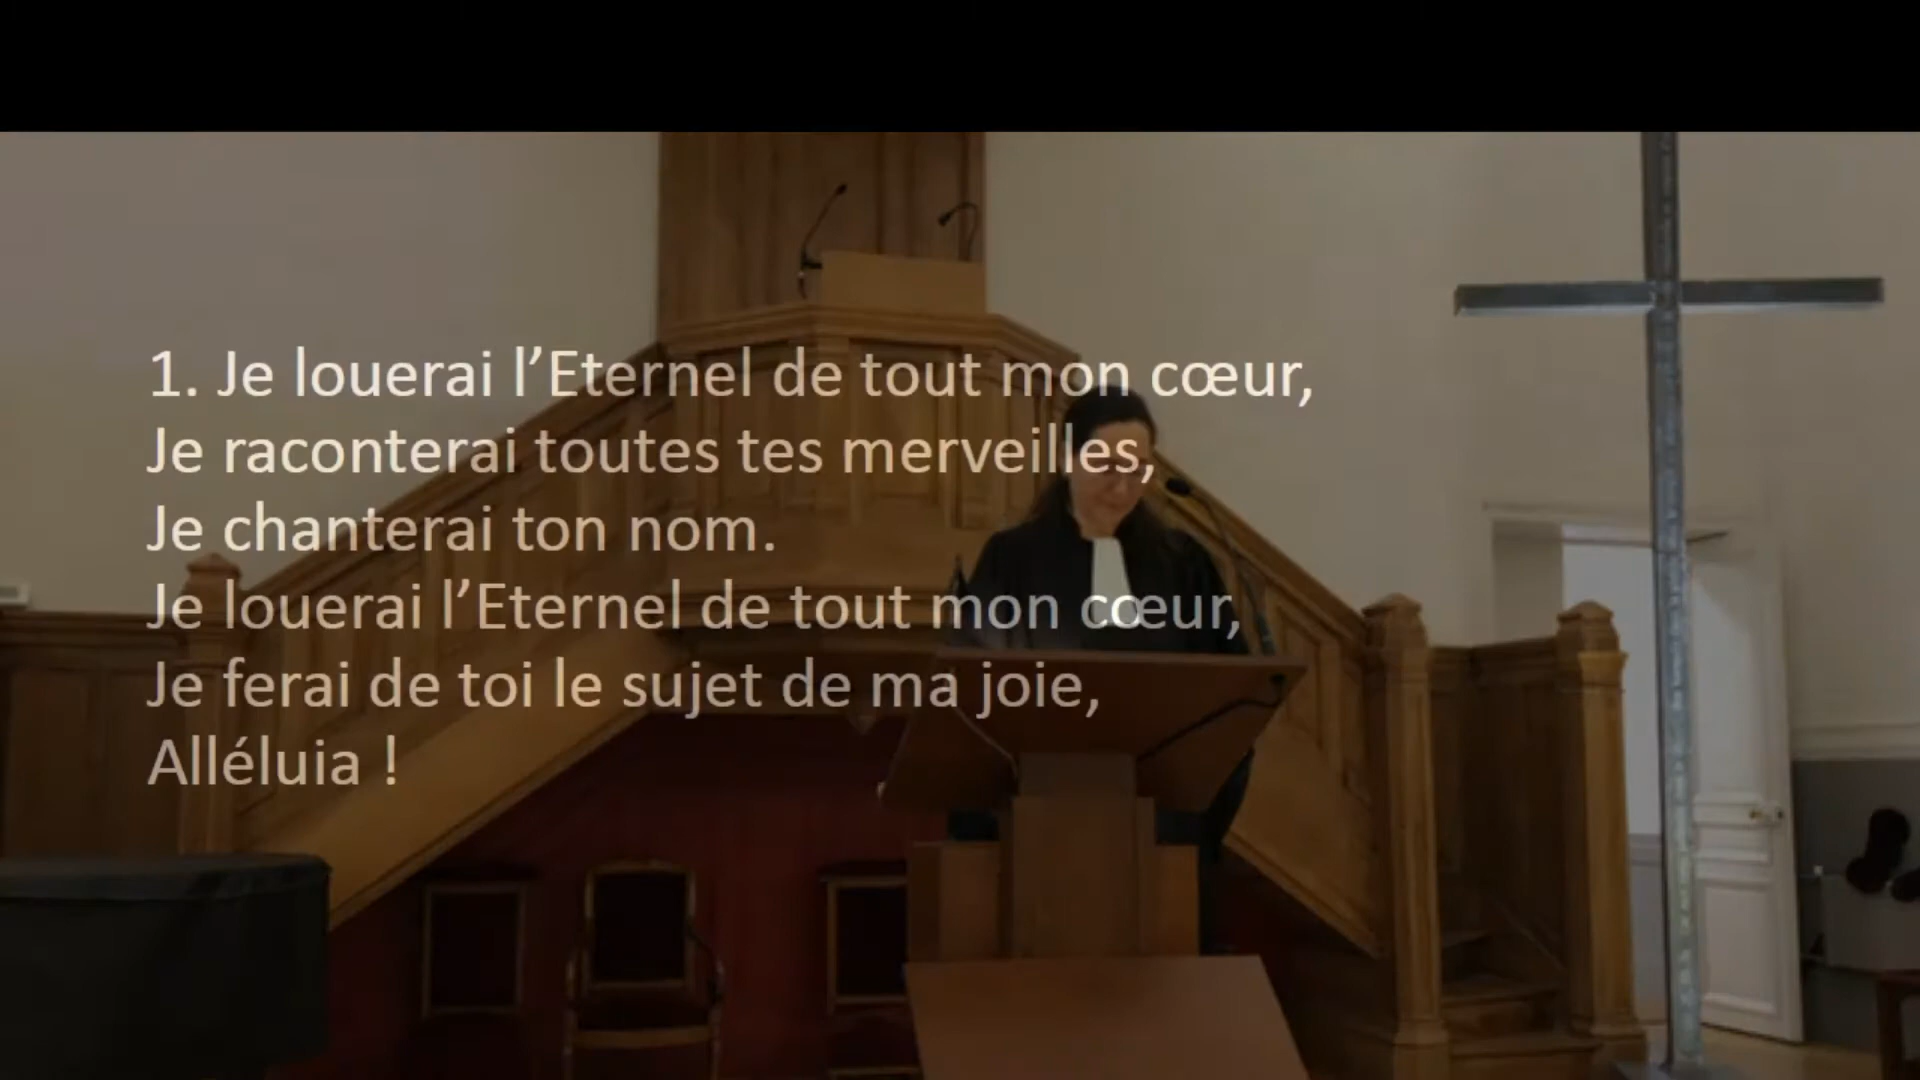 1. Je louerai l’Eternel de tout mon cœur,
Je raconterai toutes tes merveilles,
Je chanterai ton nom.
Je louerai l’Eternel de tout mon cœur,
Je ferai de toi le sujet de ma joie,
Alléluia !